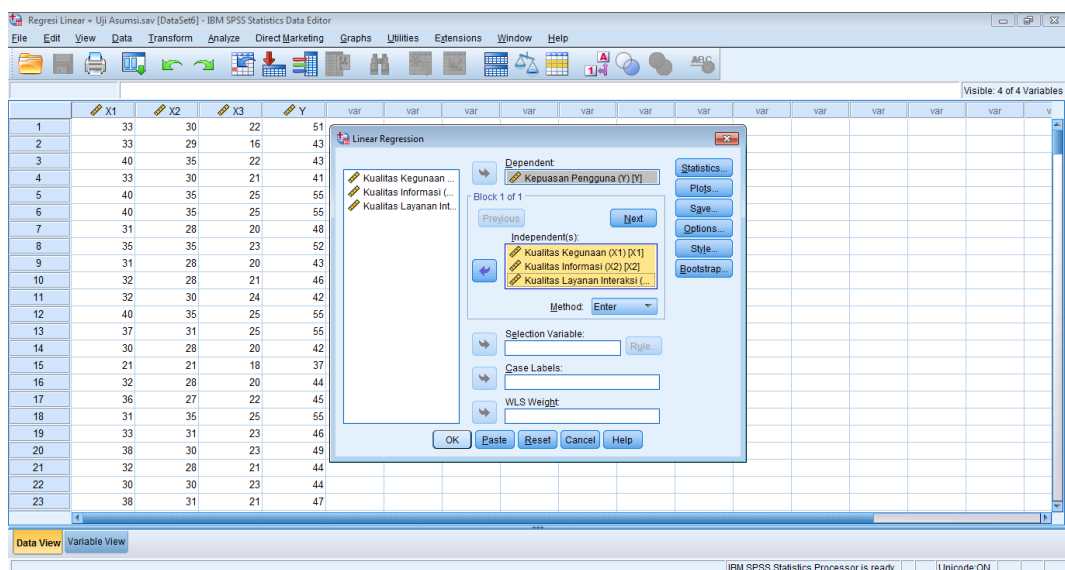 Regresi Linear + Uji Asumsi.sav [DataSet6] - IBM SPSS Statistics Data Editor
File Edit View Data Transform Analyze Direct Marketing Graphs Utilities Extensions Window Help
Visible: 4 of 4 Variables
X1 X2 X3 Y var var var var var var var var var var var var v
1 33 30 22 51
2 33 29 16 43
3 40 35 22 43
4 33 30 21 41
5 40 35 25 55
6 40 35 25 55
7 31 28 20 48
8 35 35 23 52
9 31 28 20 43
10 32 28 21 46
11 32 30 24 42
12 40 35 25 55
13 37 31 25 55
14 30 28 20 42
15 21 21 18 37
16 32 28 20 44
17 36 27 22 45
18 31 35 25 55
19 33 31 23 46
20 38 30 23 49
21 32 28 21 44
22 30 30 23 44
23 38 31 21 47
Linear Regression
Kualitas Kegunaan ...
Kualitas Informasi (...
Kualitas Layanan Int...
Dependent:
Kepuasan Pengguna (Y) [Y]
Block 1 of 1
Previous Next
Independent(s):
Kualitas Kegunaan (X1) [X1]
Kualitas Informasi (X2) [X2]
Kualitas Layanan Interaksi (...
Method: Enter
Selection Variable:
Rule...
Case Labels:
WLS Weight:
Statistics...
Plots...
Save...
Options...
Style...
Bootstrap...
OK Paste Reset Cancel Help
Data View Variable View
IBM SPSS Statistics Processor is ready Unicode:ON